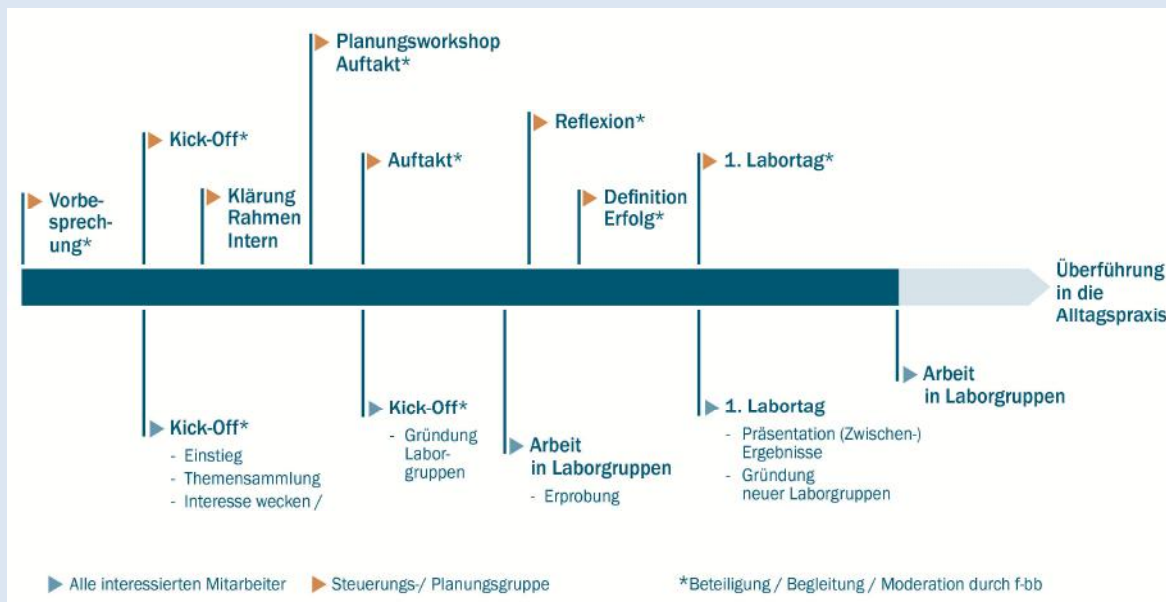 Planungsworkshop
Auftakt*
Kick-Off*
Reflexion*
Auftakt*
1. Labortag*
Vorbe-
sprech-
ung*
Klärung
Rahmen
Intern
Definition
Erfolg*
Überführung
in die
Alltagspraxis
Arbeit
in Laborgruppen
Kick-Off*
- Einstieg
- Themensammlung
- Interesse wecken /
Kick-Off*
- Gründung
Labor-
gruppen
Arbeit
in Laborgruppen
- Erprobung
1. Labortag
- Präsentation (Zwischen-)
Ergebnisse
- Gründung
neuer Laborgruppen
Alle interessierten Mitarbeiter
Steuerungs-/ Planungsgruppe
*Beteiligung / Begleitung / Moderation durch f-bb